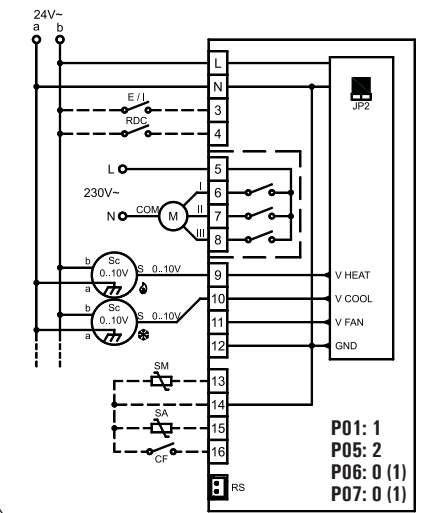 24V~
a b
L
N
JP2
E / I
3
RDC
4
L 5
230V~ I 6
N COM M II 7
III 8
b Sc
0..10V S 0..10V 9 V HEAT
a
10 V COOL
b Sc
0..10V S 0..10V 11 V FAN
a
12 GND
SM
13
14
SA
15
16
CF
RS
P01: 1
P05: 2
P06: 0 (1)
P07: 0 (1)